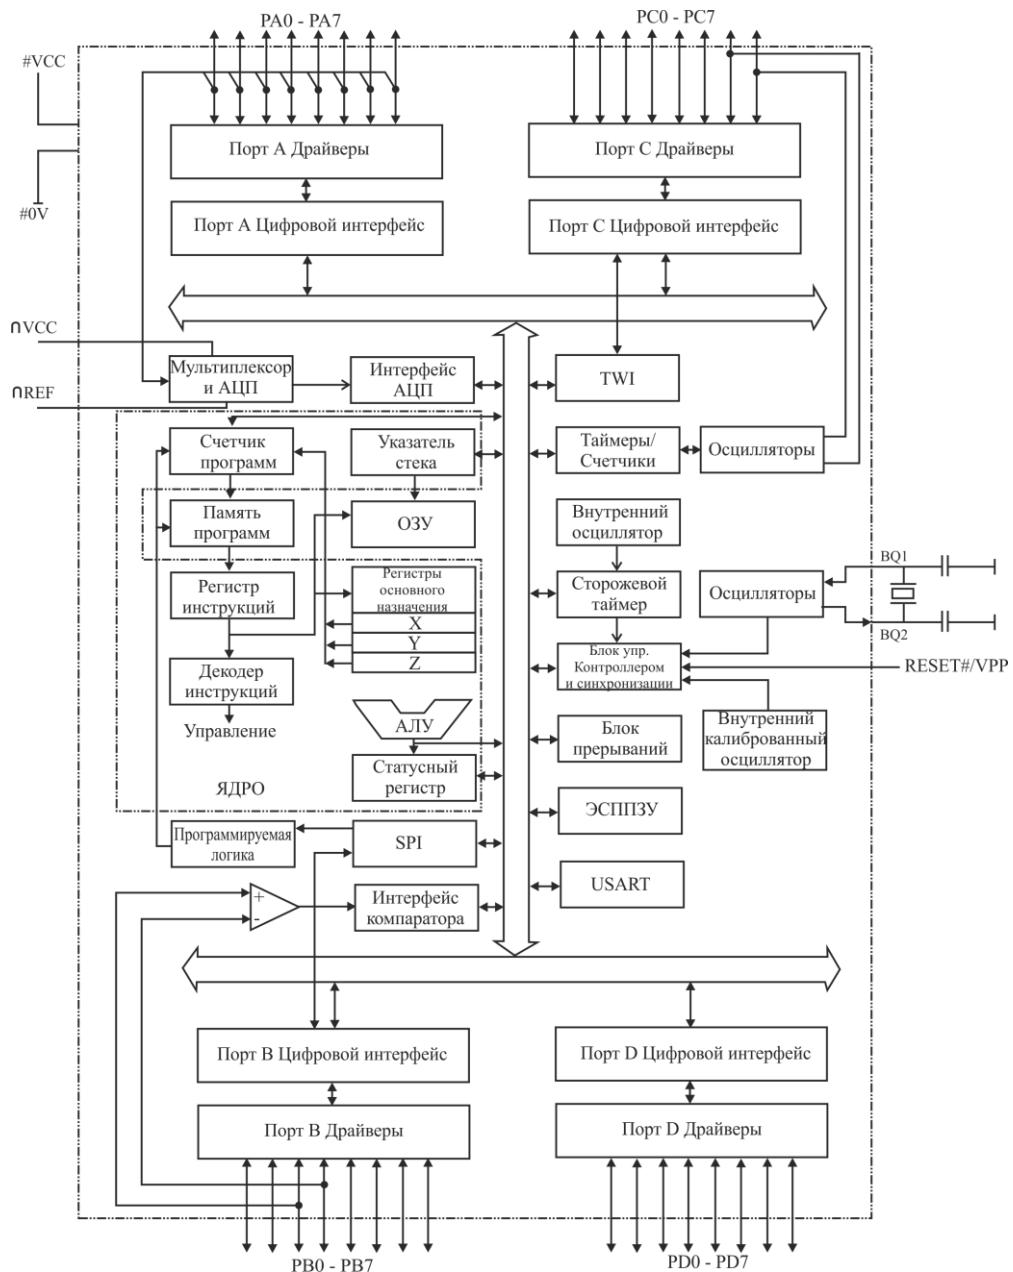 PA0 - PA7
PC0 - PC7
#VCC
#0V
Порт А Драйверы
Порт С Драйверы
Порт А Цифровой интерфейс
Порт С Цифровой интерфейс
∩VCC
∩REF
Мультиплексор
и АЦП
Интерфейс
АЦП
TWI
Счетчик
программ
Указатель
стека
Таймеры/
Счетчики
Осцилляторы
Память
программ
ОЗУ
Внутренний
осциллятор
Регистр
инструкций
Регистры
основного
назначения
X
Y
Z
Сторожевой
таймер
Осцилляторы
BQ1
BQ2
Декодер
инструкций
Управление
Блок упр.
Контроллером
и синхронизации
RESET#/VPP
АЛУ
Блок
прерываний
Внутренний
калиброванный
осциллятор
Статусный
регистр
ЯДРО
ЭСППЗУ
Программируемая
логика
SPI
USART
+
-
Интерфейс
компаратора
Порт B Цифровой интерфейс
Порт D Цифровой интерфейс
Порт B Драйверы
Порт D Драйверы
PB0 - PB7
PD0 - PD7